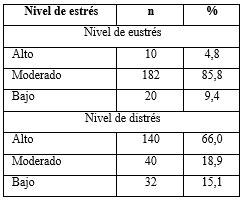 Nivel de estrés n %
Nivel de eustrés
Alto 10 4,8
Moderado 182 85,8
Bajo 20 9,4
Nivel de distrés
Alto 140 66,0
Moderado 40 18,9
Bajo 32 15,1